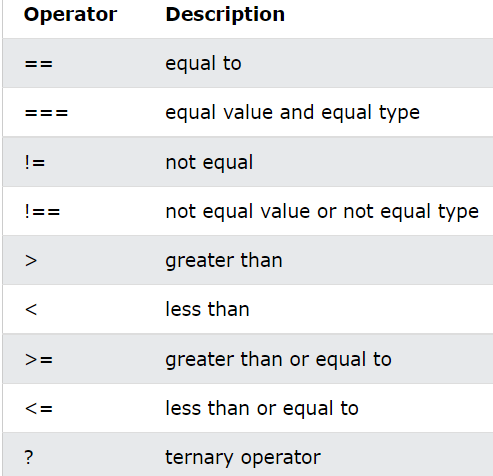 Operator Description
== equal to
=== equal value and equal type
!= not equal
!== not equal value or not equal type
> greater than
< less than
>= greater than or equal to
<= less than or equal to
? ternary operator